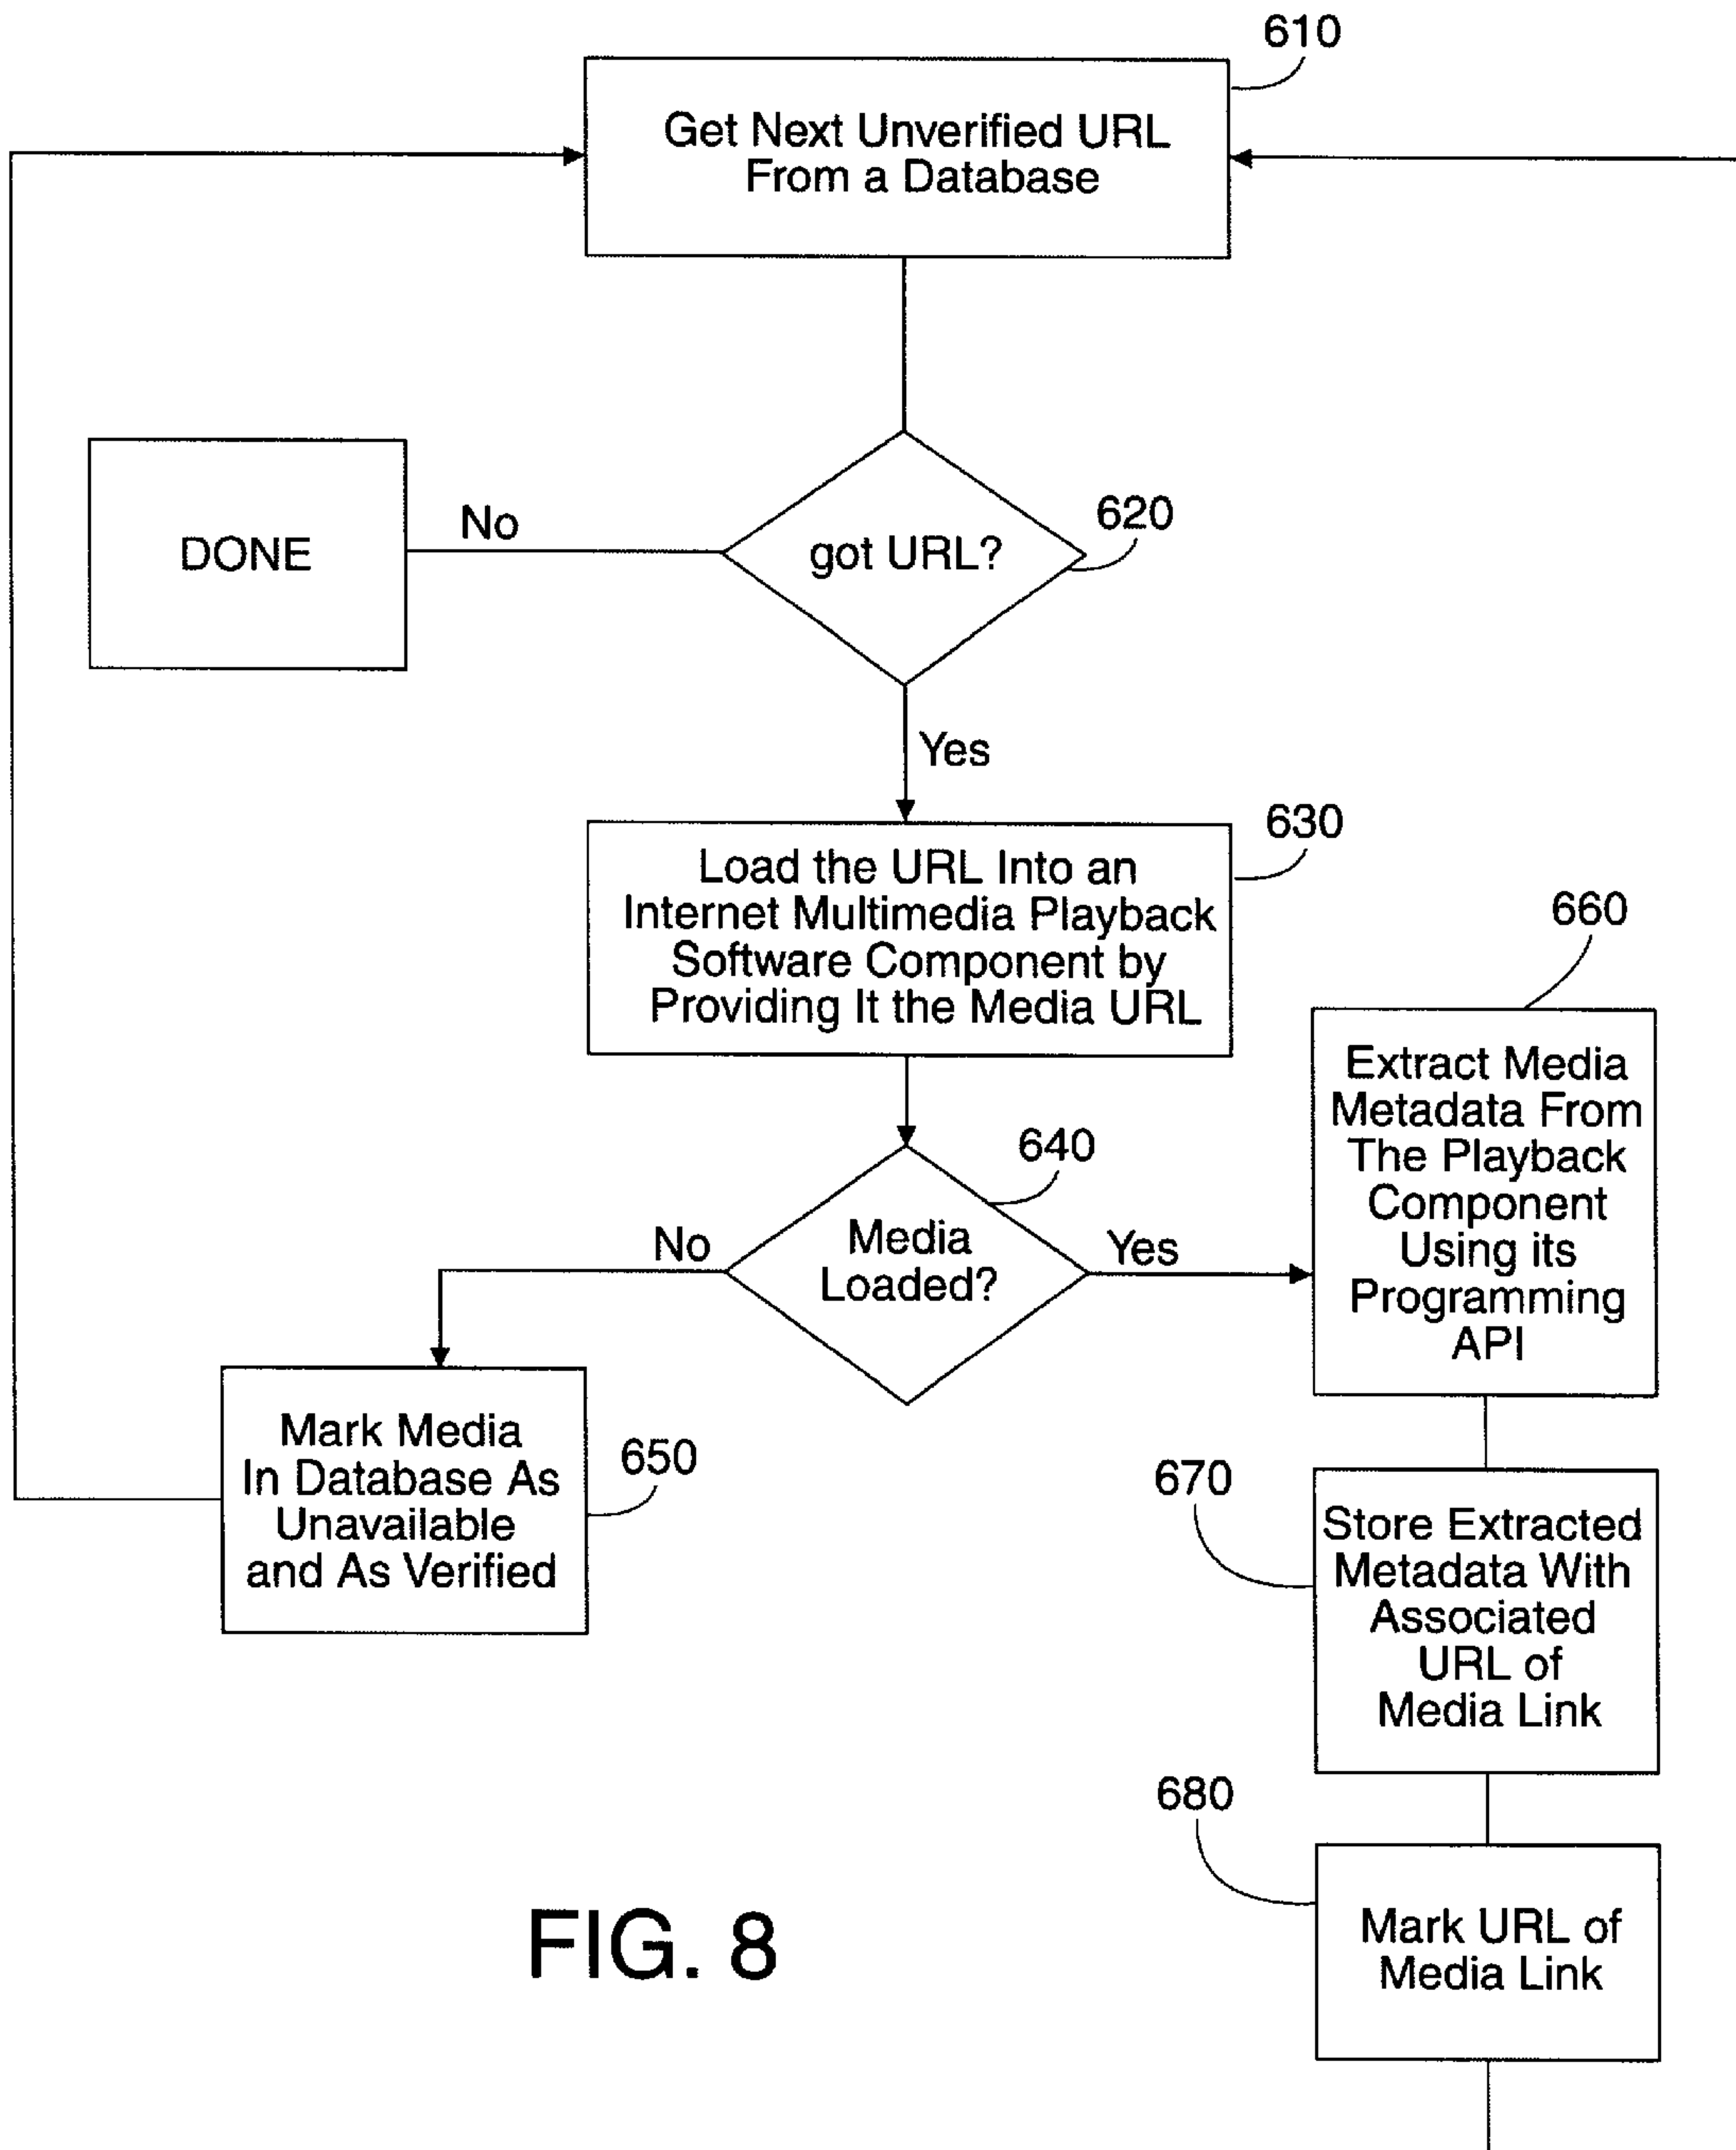 610
Get Next Unverified URL
From a Database
DONE
No
got URL?
620
Yes
630
Load the URL Into an
Internet Multimedia Playback
Software Component by
Providing It the Media URL
640
Media
Loaded?
No
Yes
650
Mark Media
In Database As
Unavailable
and As Verified
660
Extract Media
Metadata From
The Playback
Component
Using its
Programming
API
670
Store Extracted
Metadata With
Associated
URL of
Media Link
680
Mark URL of
Media Link
FIG. 8